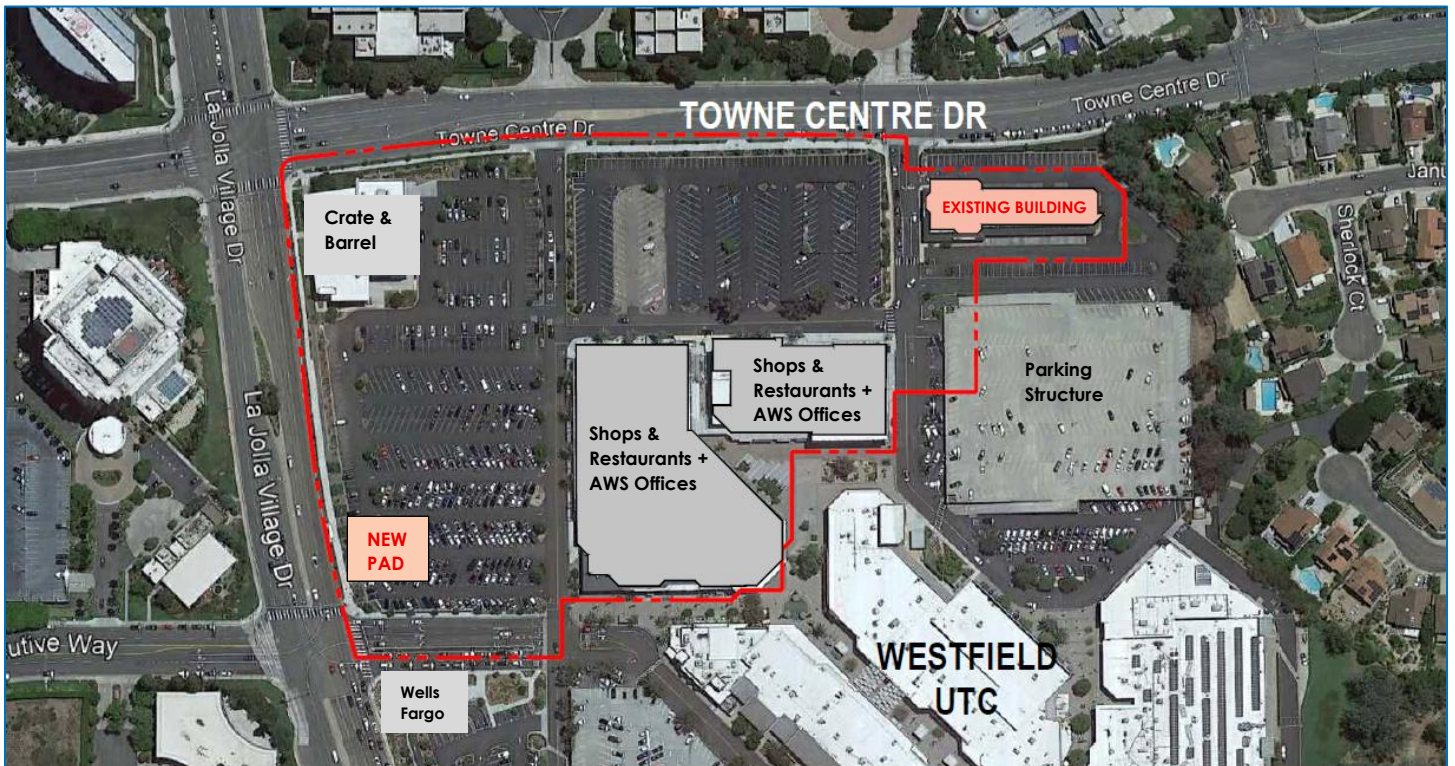 TOWNE CENTRE DR
Towne Centre Dr
Towne Centre Dr
La Jolla Village Dr
Crate &
Barrel
EXISTING BUILDING
Janu
Sherlock Ct
Shops &
Restaurants +
AWS Offices
Parking
Structure
La Jolla Village Dr
Shops &
Restaurants +
AWS Offices
NEW
PAD
utive Way
WESTFIELD
UTC
Wells
Fargo